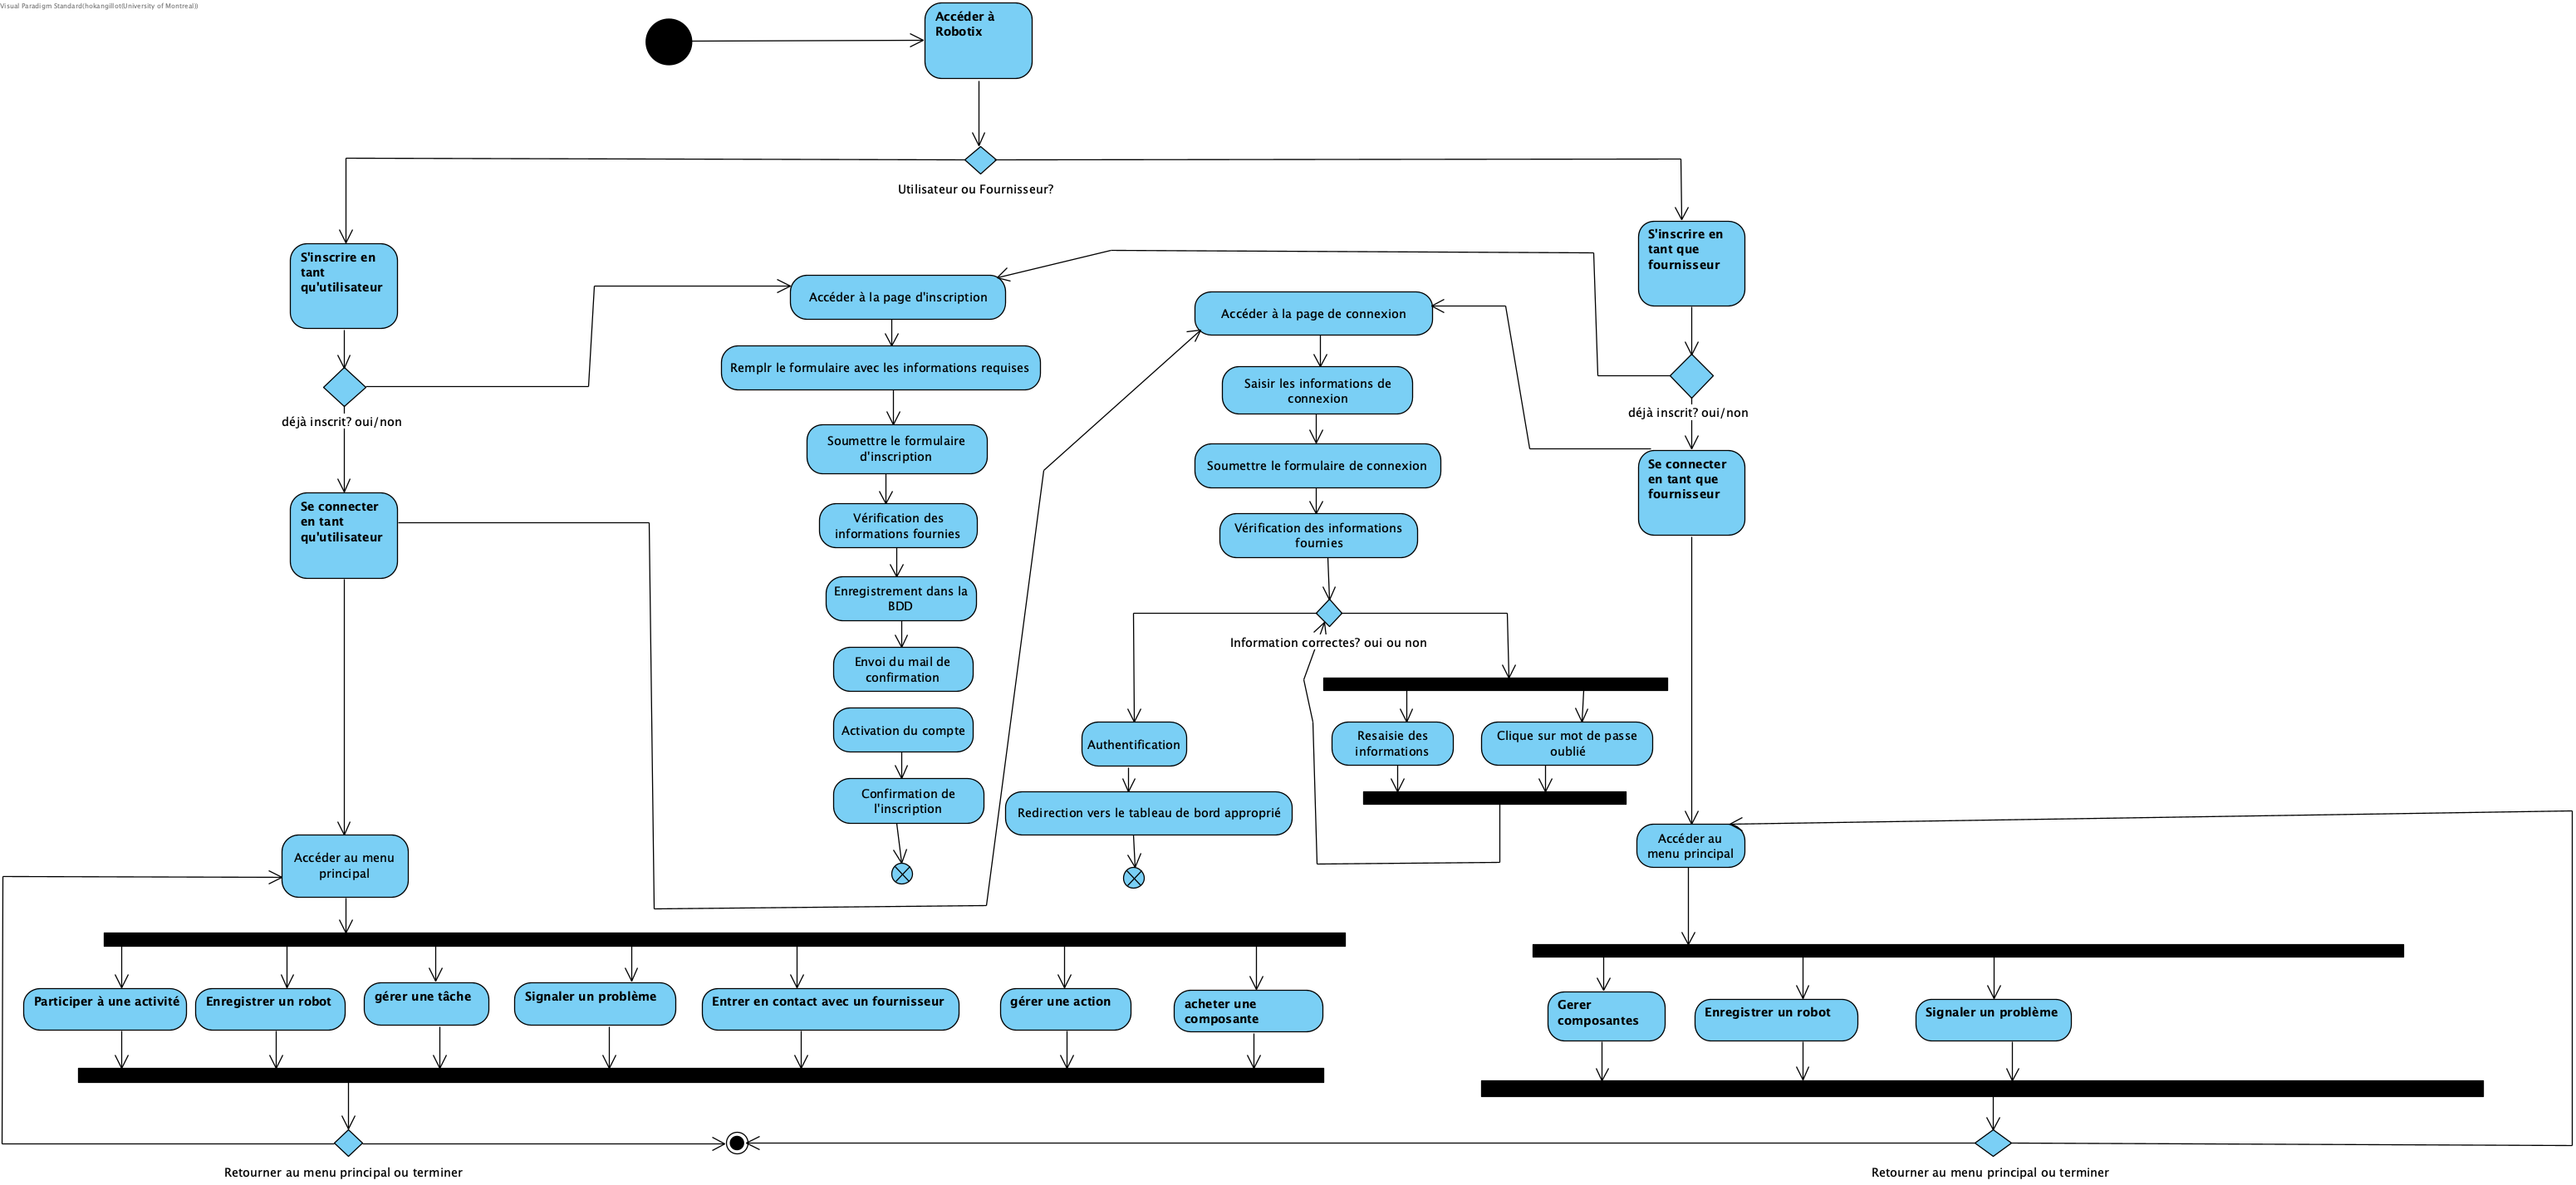 Visual Paradigm Standard(hokangillot(University of Montreal))
Accéder à
Robotix
Utilisateur ou Fournisseur?
S'inscrire en
tant
qu'utilisateur
déjà inscrit? oui/non
Se connecter
en tant
qu'utilisateur
Accéder à la page d'inscription
Remplr le formulaire avec les informations requises
Soumettre le formulaire
d'inscription
Vérification des
informations fournies
Enregistrement dans la
BDD
Envoi du mail de
confirmation
Activation du compte
Confirmation de
l'inscription
Accéder à la page de connexion
Saisir les informations de
connexion
Soumettre le formulaire de connexion
Vérification des informations
fournies
Information correctes? oui ou non
Authentification
Redirection vers le tableau de bord approprié
Resaisie des
informations
Clique sur mot de passe
oublié
S'inscrire en
tant que
fournisseur
déjà inscrit? oui/non
Se connecter
en tant que
fournisseur
Accéder au menu
principal
Participer à une activité
Enregistrer un robot
gérer une tâche
Signaler un problème
Entrer en contact avec un fournisseur
gérer une action
acheter une
composante
Retourner au menu principal ou terminer
Accéder au
menu principal
Gerer
composantes
Enregistrer un robot
Signaler un problème
Retourner au menu principal ou terminer